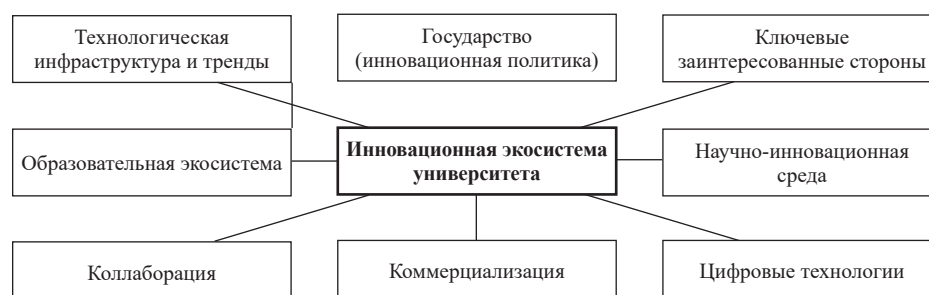 Технологическая
инфраструктура и тренды
Государство
(инновационная политика)
Ключевые
заинтересованные стороны
Образовательная экосистема
Инновационная экосистема
университета
Научно-инновационная
среда
Коллаборация
Коммерциализация
Цифровые технологии